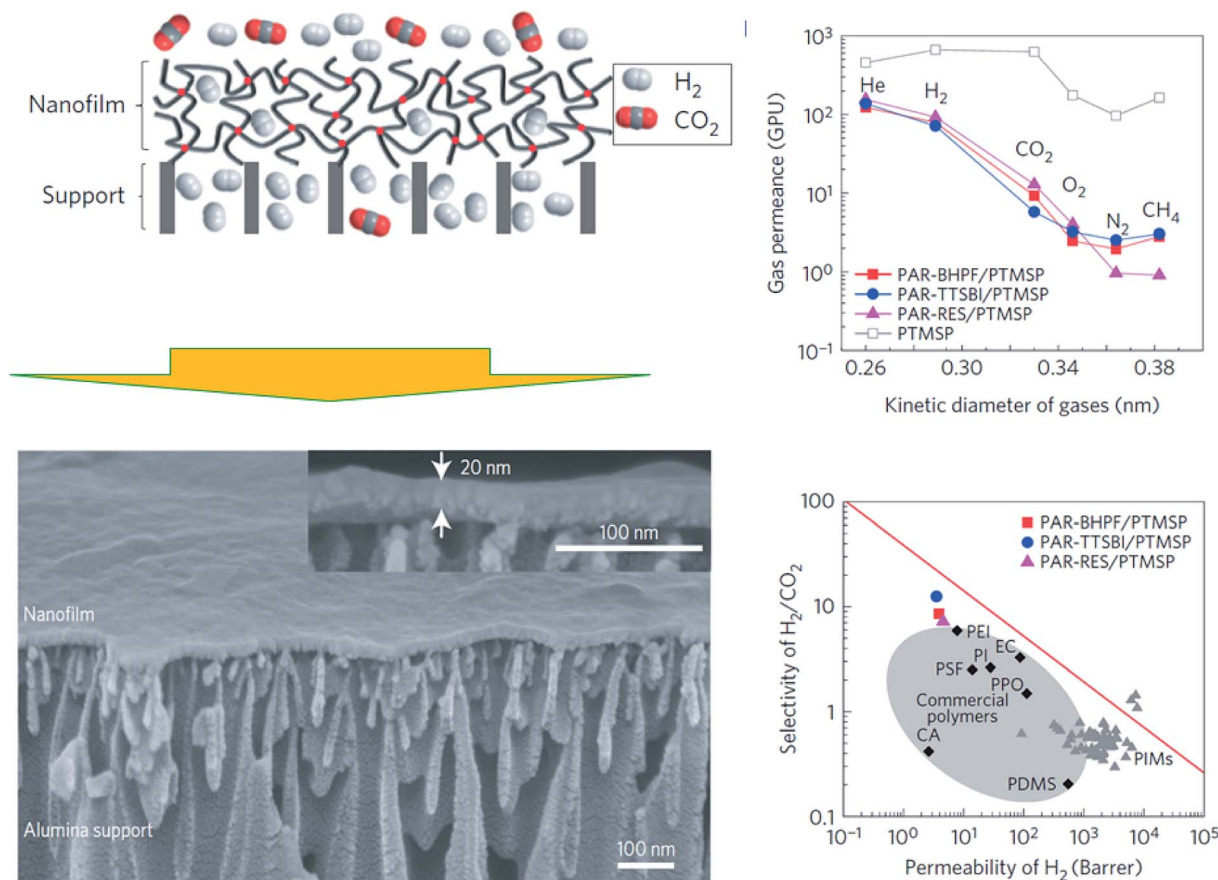 Nanofilm
Support
H₂
CO₂
10³
10²
10¹
10⁰
10⁻¹
Gas permeance (GPU)
He
H₂
CO₂
O₂
N₂
CH₄
PAR-BHPF/PTMSP
PAR-TTSBI/PTMSP
PAR-RES/PTMSP
PTMSP
0.26
0.30
0.34
0.38
Kinetic diameter of gases (nm)
20 nm
100 nm
Nanofilm
Alumina support
100 nm
100
10
1
0.1
Selectivity of H₂/CO₂
PAR-BHPF/PTMSP
PAR-TTSBI/PTMSP
PAR-RES/PTMSP
PEI
EC
PI
PSF
PPO
Commercial
polymers
CA
PDMS
PIMs
10⁻¹
10⁰
10¹
10²
10³
10⁴
10⁵
Permeability of H₂ (Barrer)